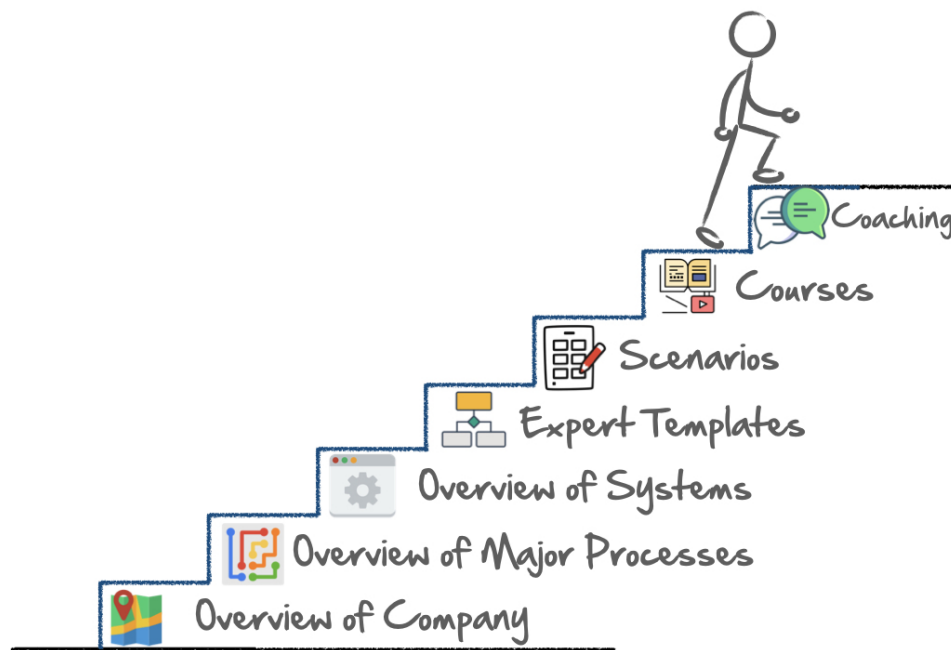 Coaching
Courses
Scenarios
Expert Templates
Overview of Systems
Overview of Major Processes
Overview of Company